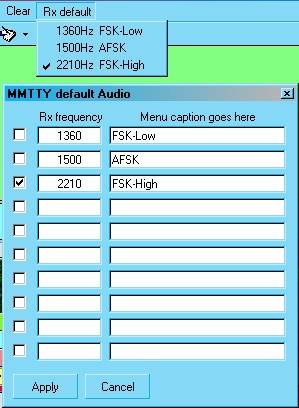 Clear Rx default
1360Hz FSK-Low
1500Hz AFSK
2210Hz FSK-High
MMTTY default Audio
Rx frequency Menu caption goes here
1360 FSK-Low
1500 AFSK
2210 FSK-High
Apply Cancel